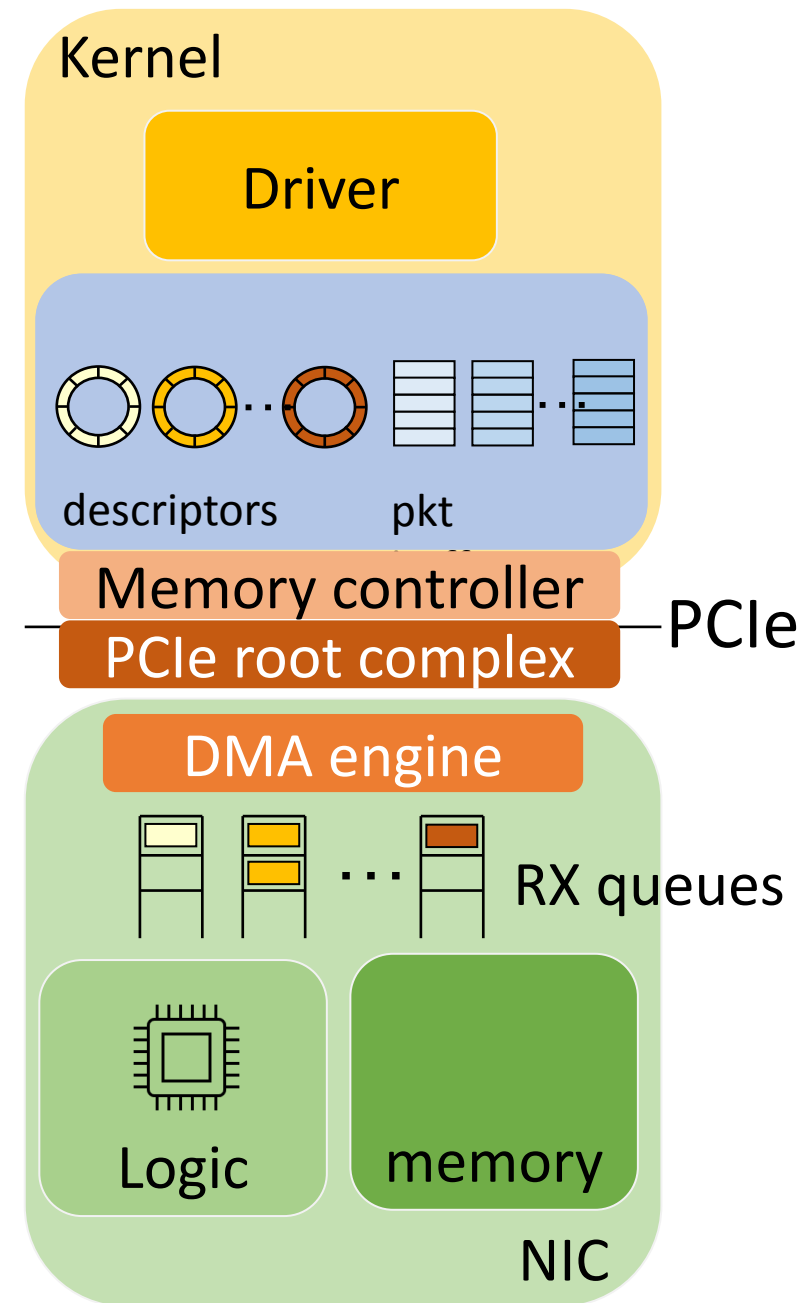 Kernel
Driver
descriptors
pkt
Memory controller
PCIe
PCIe root complex
DMA engine
RX queues
Logic
memory
NIC